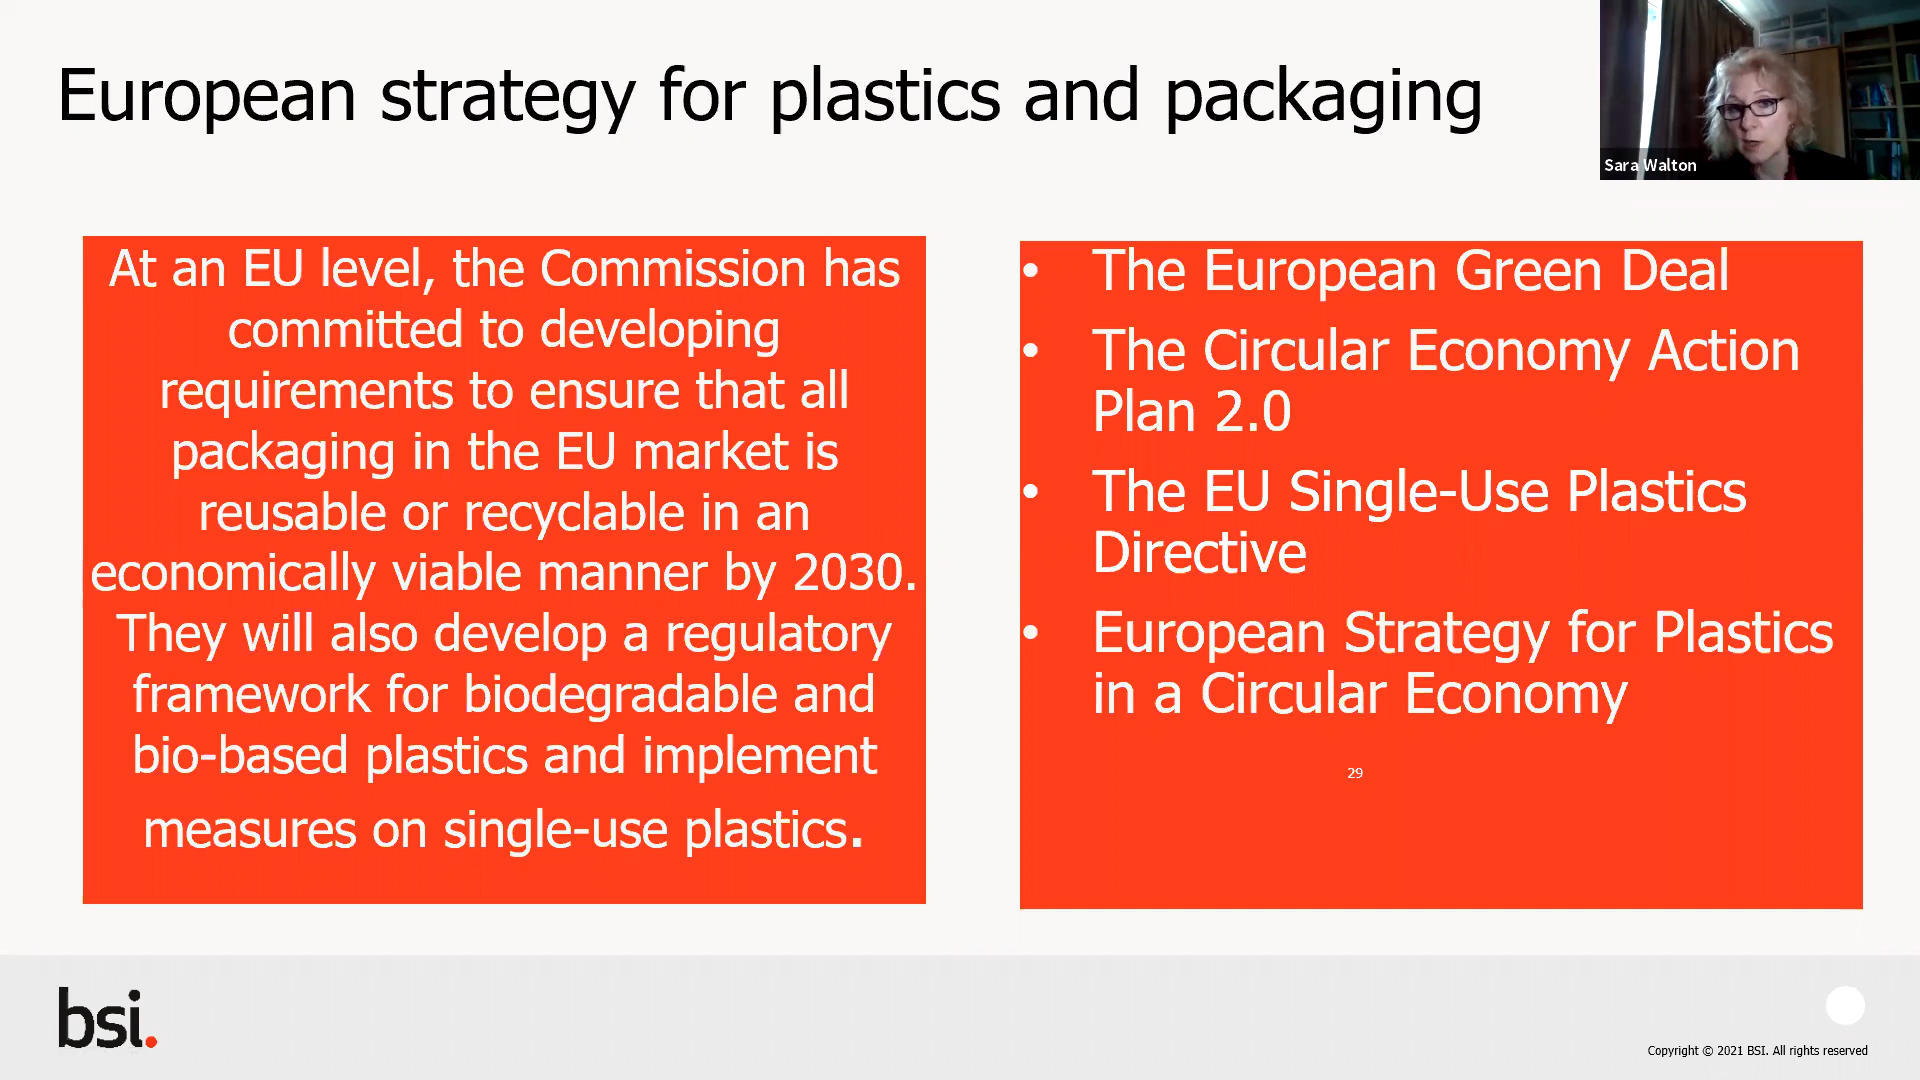 European strategy for plastics and packaging
Sara Walton
At an EU level, the Commission has
committed to developing
requirements to ensure that all
packaging in the EU market is
reusable or recyclable in an
economically viable manner by 2030.
They will also develop a regulatory
framework for biodegradable and
bio-based plastics and implement
measures on single-use plastics.
• The European Green Deal
• The Circular Economy Action
Plan 2.0
• The EU Single-Use Plastics
Directive
• European Strategy for Plastics
in a Circular Economy
29
bsi.
Copyright © 2021 BSI. All rights reserved